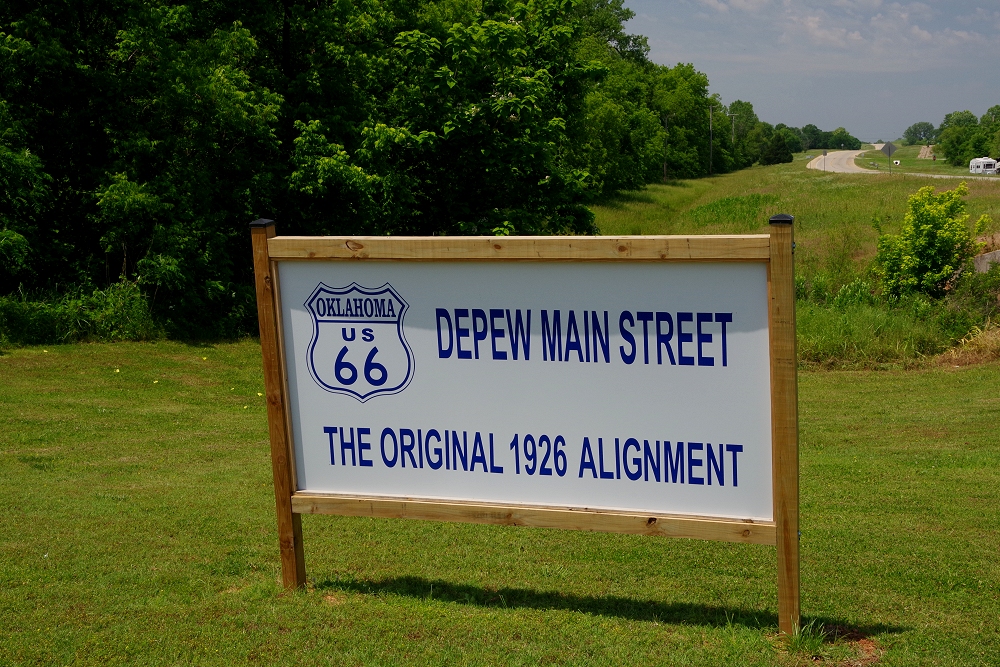 OKLAHOMA
US
66
DEPEW MAIN STREET
THE ORIGINAL 1926 ALIGNMENT